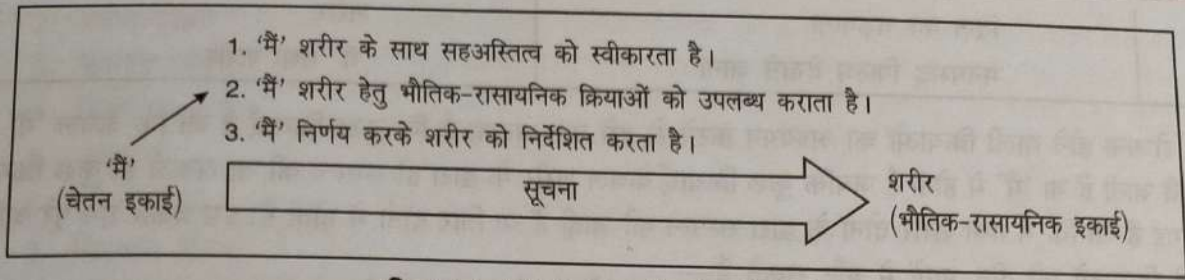 1. ‘मैं’ शरीर के साथ सहअस्तित्व को स्वीकारता है।
2. ‘मैं’ शरीर हेतु भौतिक-रासायनिक क्रियाओं को उपलब्ध कराता है।
3. ‘मैं’ निर्णय करके शरीर को निर्देशित करता है।
‘मैं’
(चेतन इकाई)
सूचना
शरीर
(भौतिक-रासायनिक इकाई)